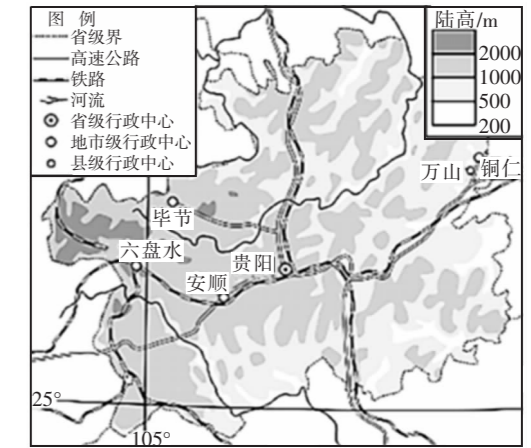 图 例
省级界
高速公路
铁路
河流
省级行政中心
地市级行政中心
县级行政中心
陆高/m
2000
1000
500
200
万山
铜仁
毕节
六盘水
贵阳
安顺
25°
105°